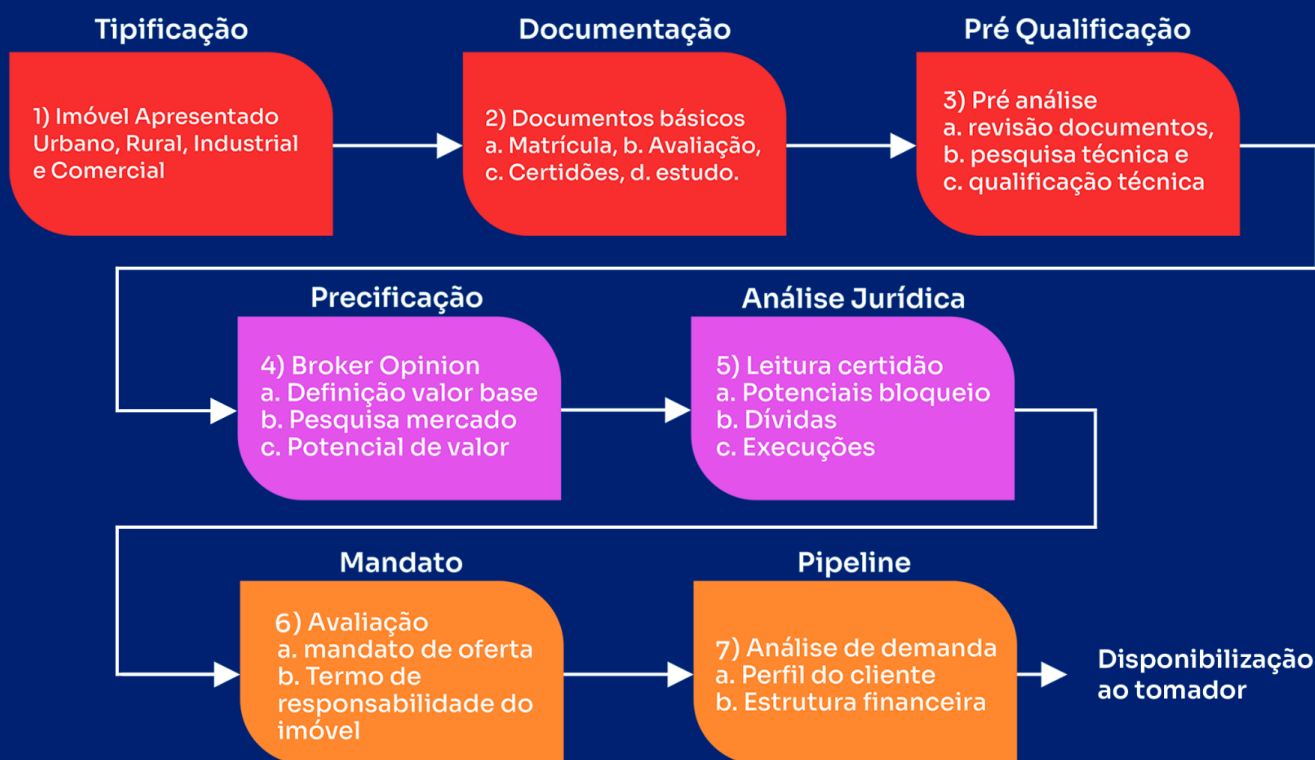 Tipificação
1) Imóvel Apresentado
Urbano, Rural, Industrial
e Comercial
Documentação
2) Documentos básicos
a. Matrícula, b. Avaliação,
c. Certidões, d. estudo.
Pré Qualificação
3) Pré análise
a. revisão documentos,
b. pesquisa técnica e
c. qualificação técnica
Precificação
4) Broker Opinion
a. Definição valor base
b. Pesquisa mercado
c. Potencial de valor
Análise Jurídica
5) Leitura certidão
a. Potenciais bloqueio
b. Dívidas
c. Execuções
Mandato
6) Avaliação
a. mandato de oferta
b. Termo de
responsabilidade do
imóvel
Pipeline
7) Análise de demanda
a. Perfil do cliente
b. Estrutura financeira
Disponibilização
ao tomador